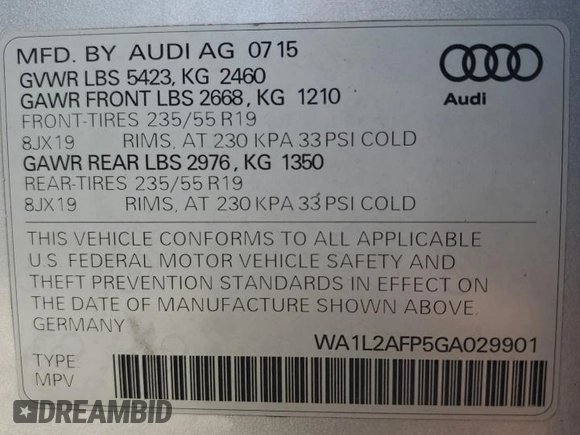 MFD. BY AUDI AG 0715
GVWR LBS 5423, KG 2460
GAWR FRONT LBS 2668, KG 1210
FRONT-TIRES 235/55 R19
8JX19 RIMS, AT 230 KPA 33 PSI COLD
GAWR REAR LBS 2976, KG 1350
REAR-TIRES 235/55 R19
8JX19 RIMS, AT 230 KPA 33 PSI COLD
Audi
THIS VEHICLE CONFORMS TO ALL APPLICABLE
U.S. FEDERAL MOTOR VEHICLE SAFETY AND
THEFT PREVENTION STANDARDS IN EFFECT ON
THE DATE OF MANUFACTURE SHOWN ABOVE.
GERMANY
WA1L2AFP5GA029901
TYPE
MPV
DREAMBID